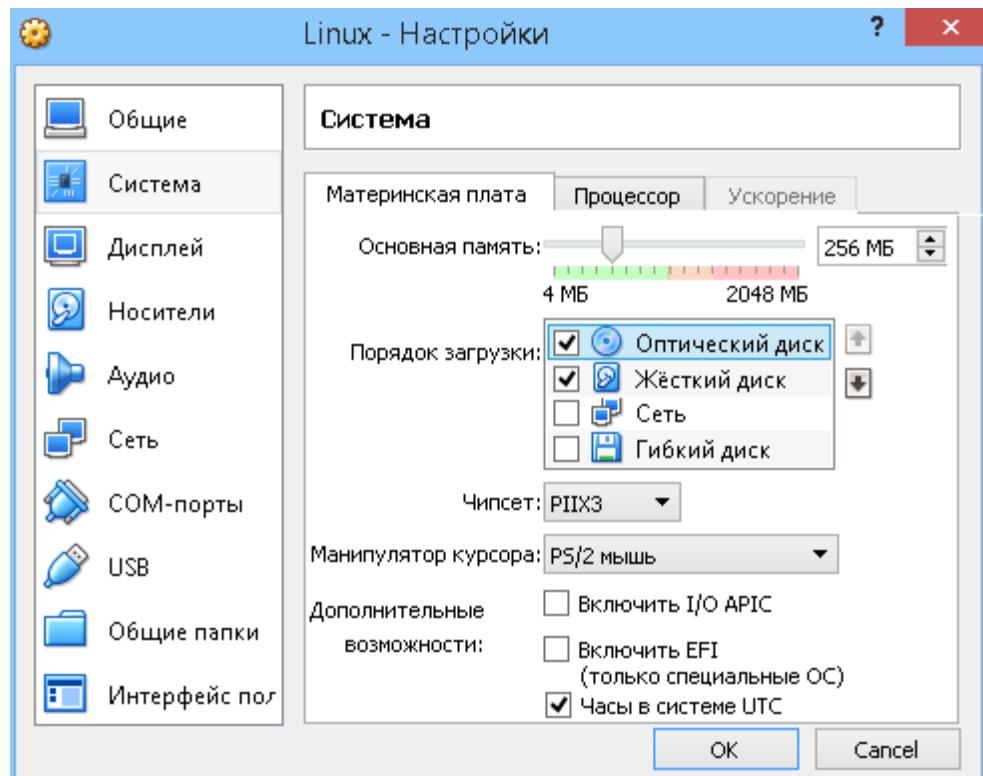 Linux - Настройки
?
×
Общие
Система
Дисплей
Носители
Аудио
Сеть
COM-порты
USB
Общие папки
Интерфейс пол
Система
Материнская плата
Процессор
Ускорение
Основная память:
256 МБ
4 МБ
2048 МБ
Порядок загрузки:
Оптический диск
Жёсткий диск
Сеть
Гибкий диск
Чипсет:
PIIX3
Манипулятор курсора:
PS/2 мышь
Дополнительные
возможности:
Включить I/O APIC
Включить EFI
(только специальные ОС)
Часы в системе UTC
OK
Cancel